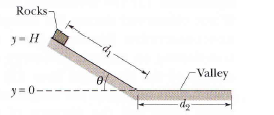 Rocks
y = H
d₁
θ
Valley
y = 0
d₂